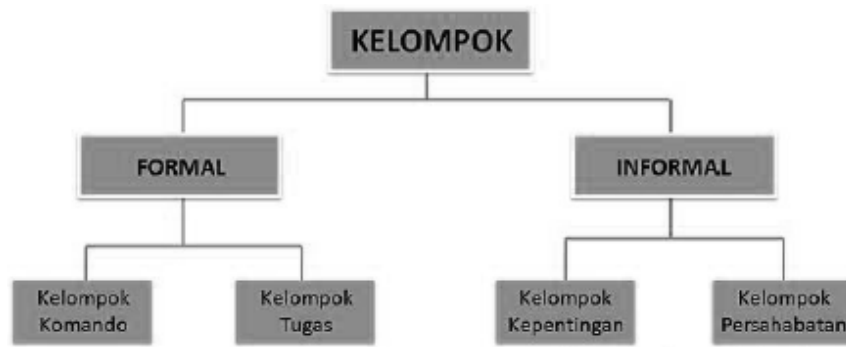 KELOMPOK
FORMAL
INFORMAL
Kelompok
Komando
Kelompok
Tugas
Kelompok
Kepentingan
Kelompok
Persahabatan